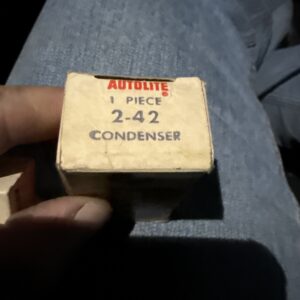 AUTOLITE
1 PIECE
2-42
CONDENSER